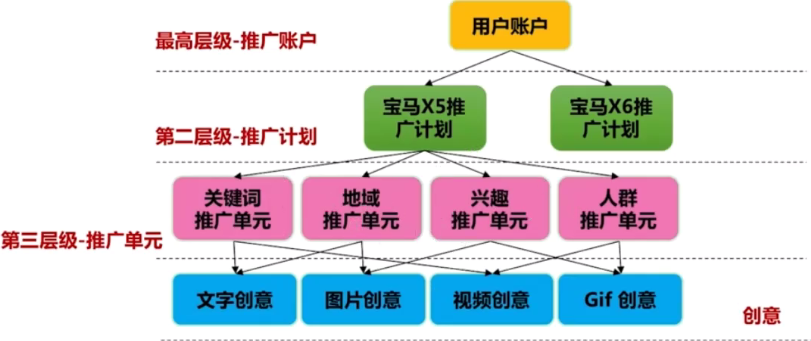 用户账户
最高层级-推广账户
宝马X5推
广计划
宝马X6推
广计划
第二层级-推广计划
关键词
推广单元
地域
推广单元
兴趣
推广单元
人群
推广单元
第三层级-推广单元
文字创意
图片创意
视频创意
Gif 创意
创意